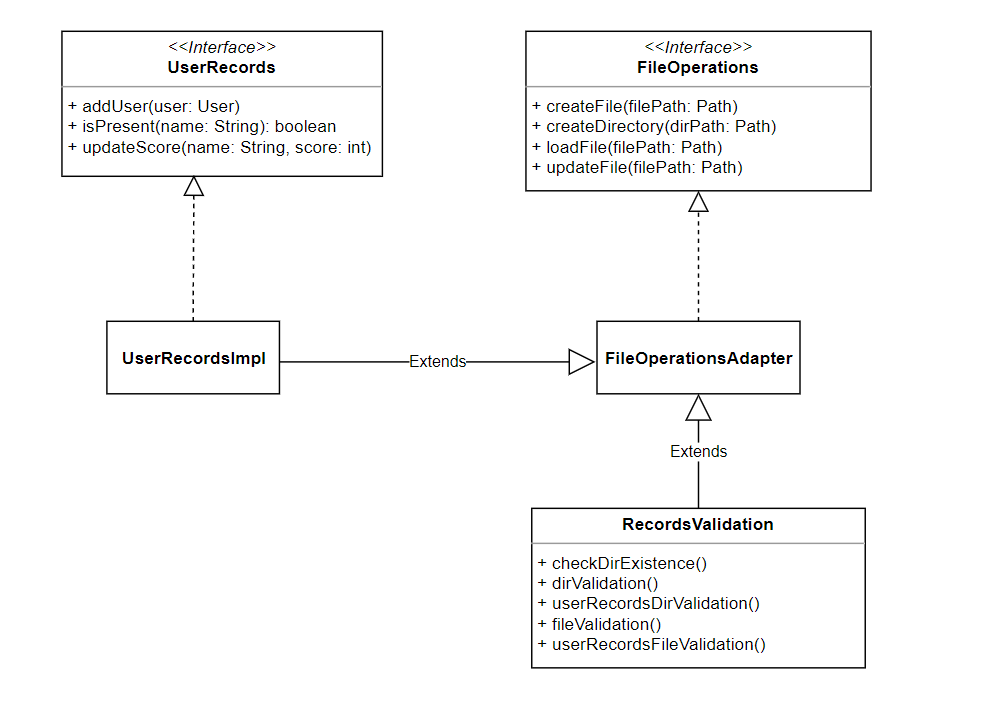 <<Interface>>
UserRecords
+ addUser(user: User)
+ isPresent(name: String): boolean
+ updateScore(name: String, score: int)
<<Interface>>
FileOperations
+ createFile(filePath: Path)
+ createDirectory(dirPath: Path)
+ loadFile(filePath: Path)
+ updateFile(filePath: Path)
UserRecordsImpl
Extends
FileOperationsAdapter
Extends
RecordsValidation
+ checkDirExistence()
+ dirValidation()
+ userRecordsDirValidation()
+ fileValidation()
+ userRecordsFileValidation()